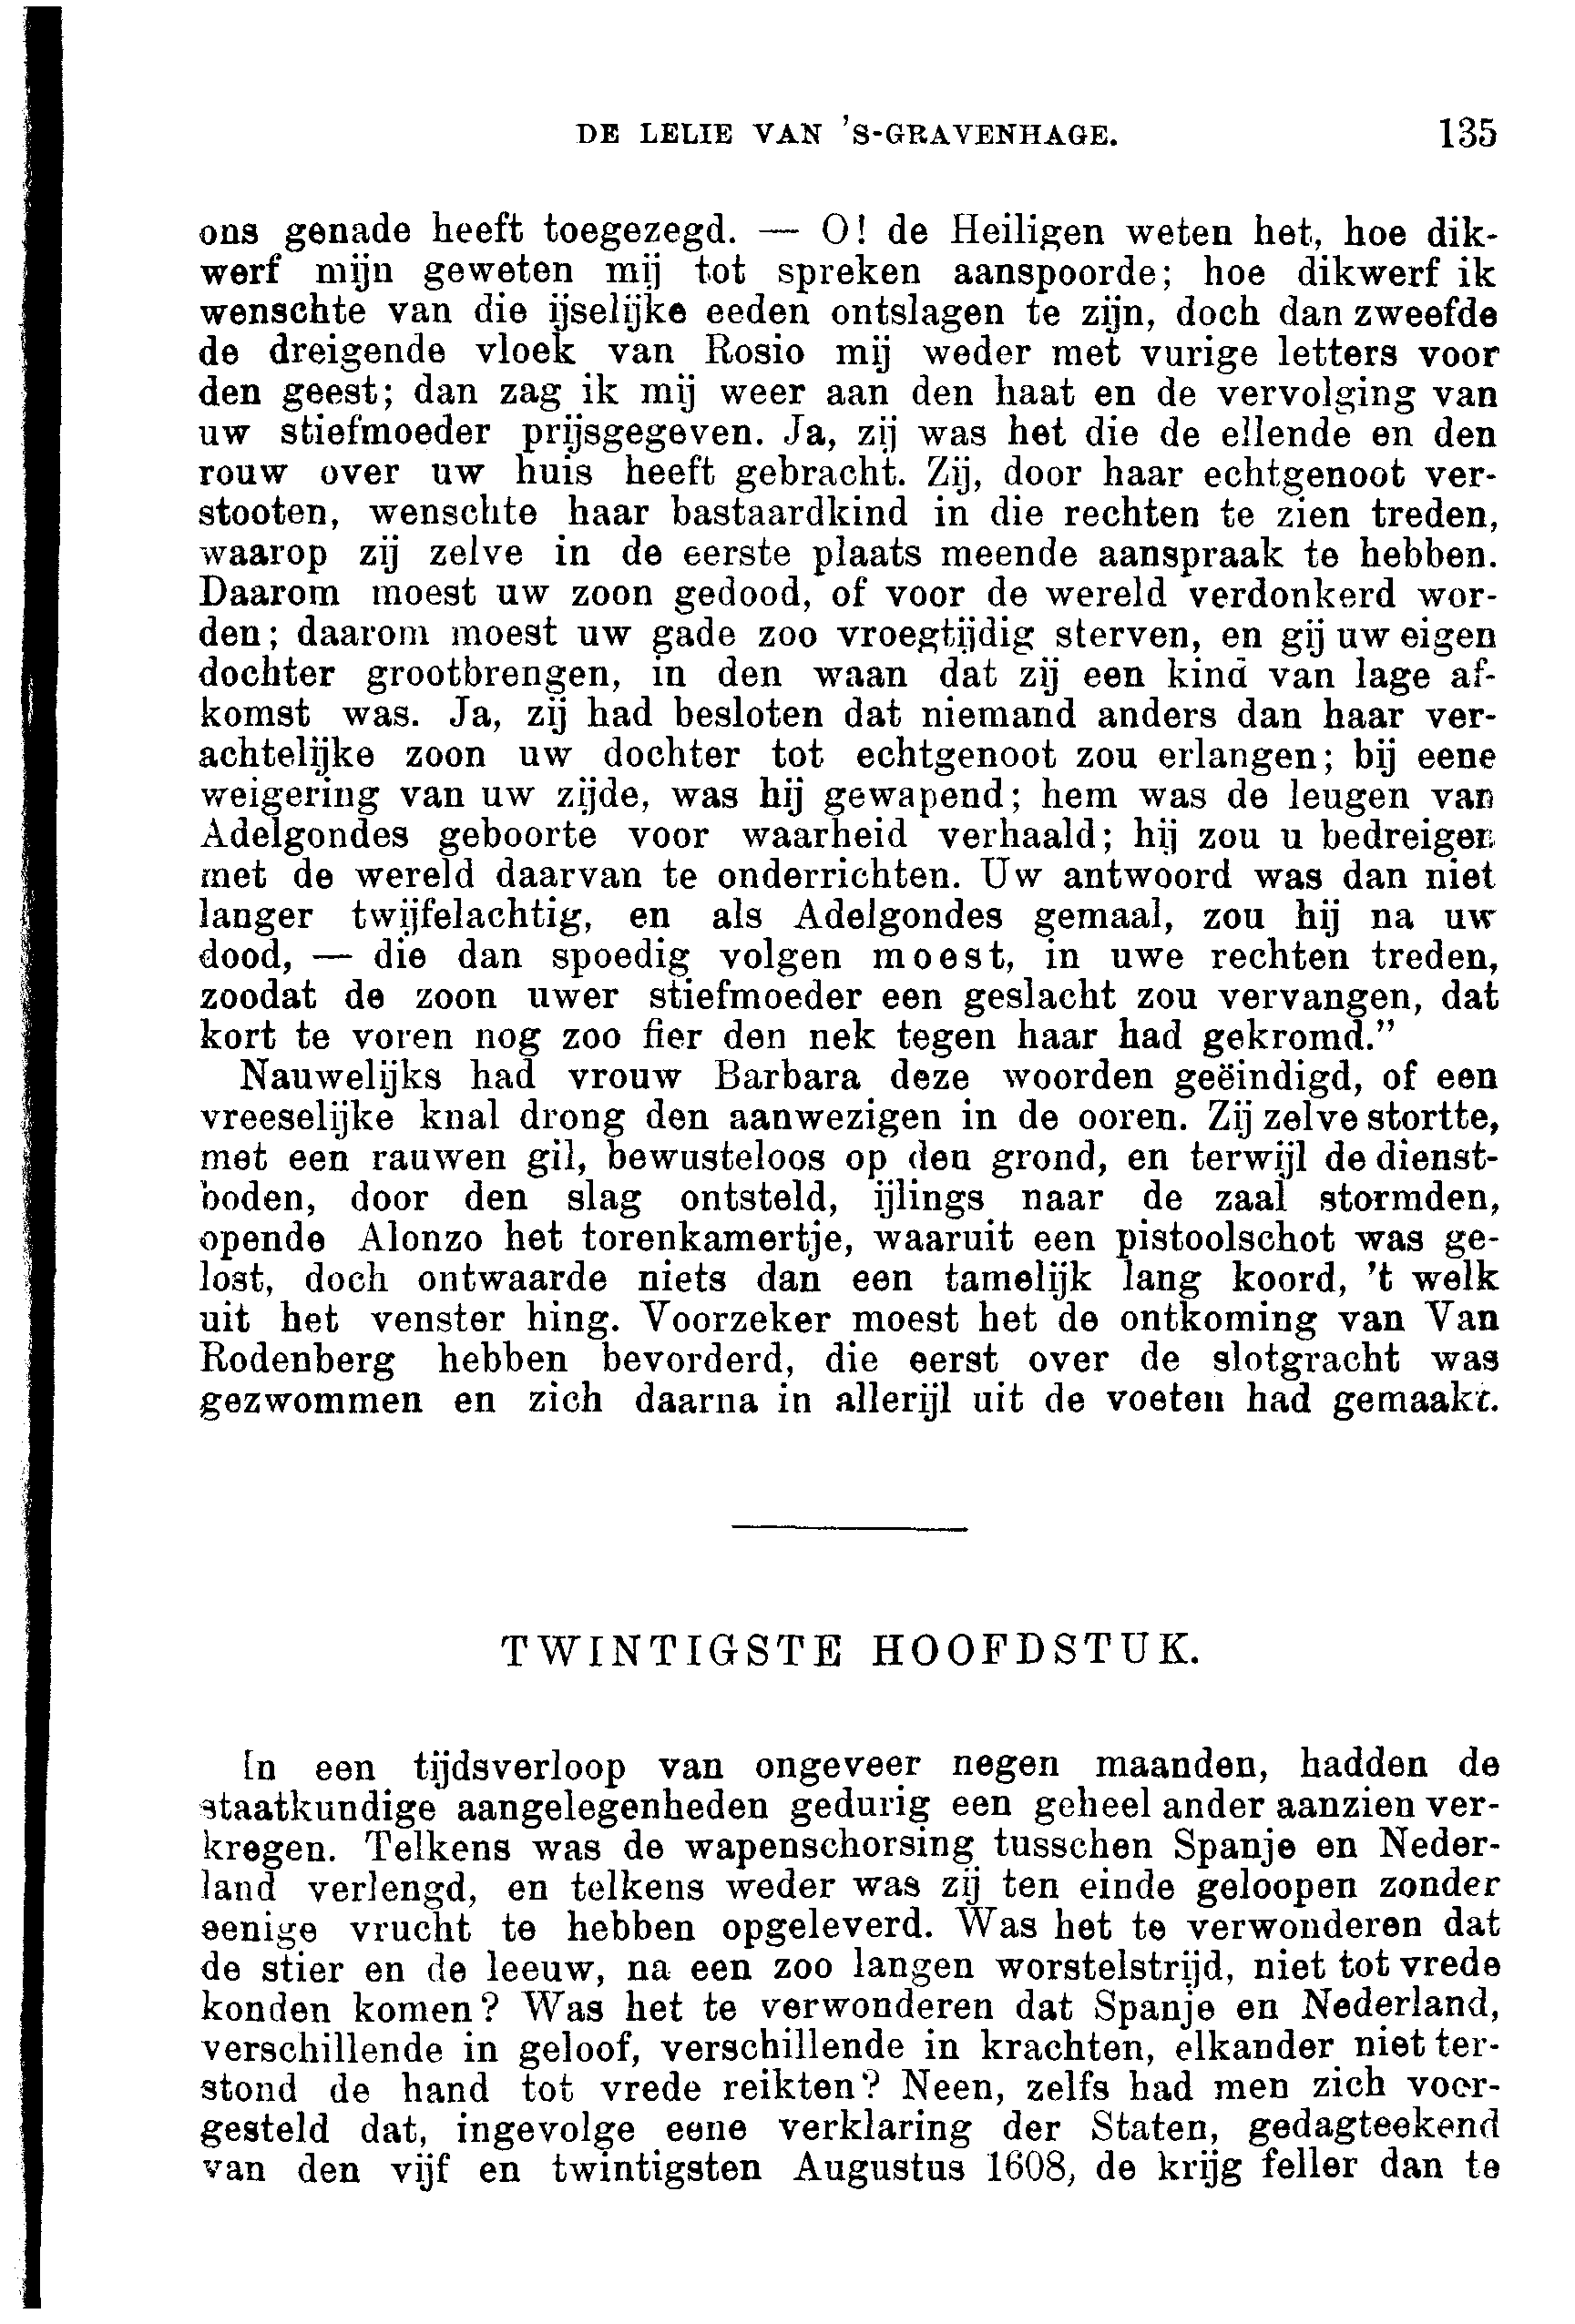 DE LELIE VAN 'S-GRAVENHAGE. 135
ons genade heeft toegezegd. — O! de Heiligen weten het, hoe dik-
werf mijn geweten mij tot spreken aanspoorde; hoe dikwerf ik
wenschte van die ijselijke eeden ontslagen te zijn, doch dan zweefde
de dreigende vloek van Rosio mij weder met vurige letters voor
den geest; dan zag ik mij weer aan den haat en de vervolging van
uw stiefmoeder prijsgegeven. Ja, zij was het die de ellende en den
rouw over uw huis heeft gebracht. Zij, door haar echtgenoot ver-
stooten, wenschte haar bastaardkind in die rechten te zien treden,
waarop zij zelve in de eerste plaats meende aanspraak te hebben.
Daarom moest uw zoon gedood, of voor de wereld verdonkerd wor-
den; daarom moest uw gade zoo vroegtijdig sterven, en gij uw eigen
dochter grootbrengen, in den waan dat zij een kind van lage af-
komst was. Ja, zij had besloten dat niemand anders dan haar ver-
achtelijke zoon uw dochter tot echtgenoot zou erlangen; bij eene
weigering van uw zijde, was hij gewapend; hem was de leugen van
Adelgondes geboorte voor waarheid verhaald; hij zou u bedreigen
met de wereld daarvan te onderrichten. Uw antwoord was dan niet
langer twijfelachtig, en als Adelgondes gemaal, zou hij na uw
dood, — die dan spoedig volgen moest, in uwe rechten treden,
zoodat de zoon uwer stiefmoeder een geslacht zou vervangen, dat
kort te voren nog zoo fier den nek tegen haar had gekromd.”
Nauwelijks had vrouw Barbara deze woorden geëindigd, of een
vreeselijke knal drong den aanwezigen in de ooren. Zij zelve stortte,
met een rauwen gil, bewusteloos op den grond, en terwijl de dienst-
boden, door den slag ontsteld, ijlings naar de zaal stormden,
opende Alonzo het torenkamertje, waaruit een pistoolschot was ge-
lost, doch ontwaarde niets dan een tamelijk lang koord, 't welk
uit het venster hing. Voorzeker moest het de ontkoming van Van
Rodenberg hebben bevorderd, die eerst over de slotgracht was
gezwommen en zich daarna in allerijl uit de voeten had gemaakt.
TWINTIGSTE HOOFDSTUK.
In een tijdsverloop van ongeveer negen maanden, hadden de
staatkundige aangelegenheden gedurig een geheel ander aanzien ver-
kregen. Telkens was de wapenschorsing tusschen Spanje en Neder-
land verlengd, en telkens weder was zij ten einde geloopen zonder
eenige vrucht te hebben opgeleverd. Was het te verwonderen dat
de stier en de leeuw, na een zoo langen worstelstrijd, niet tot vrede
konden komen? Was het te verwonderen dat Spanje en Nederland,
verschillende in geloof, verschillende in krachten, elkander niet ter-
stond de hand tot vrede reikten? Neen, zelfs had men zich voor-
gesteld dat, ingevolge eene verklaring der Staten, gedagteekend
van den vijf en twintigsten Augustus 1608, de krijg feller dan te